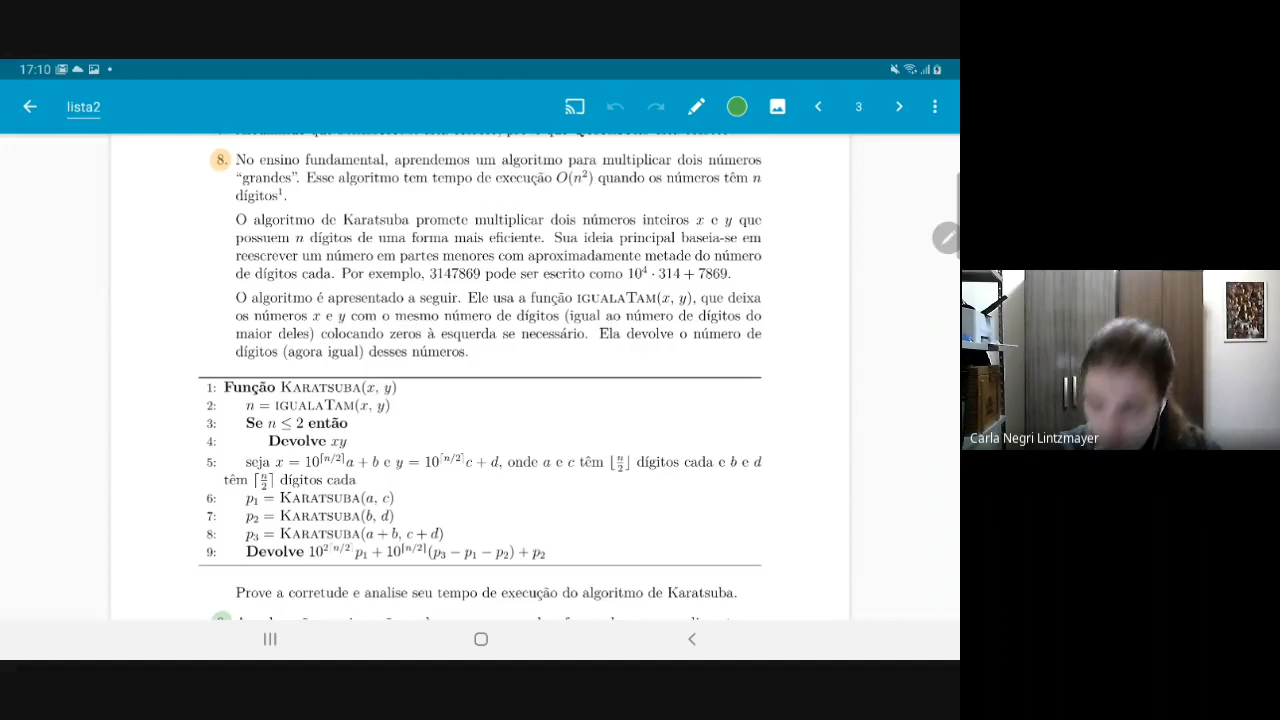 17:10
lista2
3
8. No ensino fundamental, aprendemos um algoritmo para multiplicar dois números
“grandes”. Esse algoritmo tem tempo de execução O(n²) quando os números têm n
dígitos¹.
O algoritmo de Karatsuba promete multiplicar dois números inteiros x e y que
possuem n dígitos de uma forma mais eficiente. Sua ideia principal baseia-se em
reescrever um número em partes menores com aproximadamente metade do número
de dígitos cada. Por exemplo, 3147869 pode ser escrito como 10⁴ · 314 + 7869.
O algoritmo é apresentado a seguir. Ele usa a função IGUALATAM(x, y), que deixa
os números x e y com o mesmo número de dígitos (igual ao número de dígitos do
maior deles) colocando zeros à esquerda se necessário. Ela devolve o número de
dígitos (agora igual) desses números.
1: Função KARATSUBA(x, y)
2: n = IGUALATAM(x, y)
3: Se n ≤ 2 então
4: Devolve xy
5: seja x = 10^⌈n/2⌉a + b e y = 10^⌈n/2⌉c + d, onde a e c têm ⌊n/2⌋ dígitos cada e b e d
têm ⌈n/2⌉ dígitos cada
6: p₁ = KARATSUBA(a, c)
7: p₂ = KARATSUBA(b, d)
8: p₃ = KARATSUBA(a + b, c + d)
9: Devolve 10^2⌈n/2⌉p₁ + 10^⌈n/2⌉(p₃ − p₁ − p₂) + p₂
Prove a corretude e analise seu tempo de execução do algoritmo de Karatsuba.
Carla Negri Lintzmayer